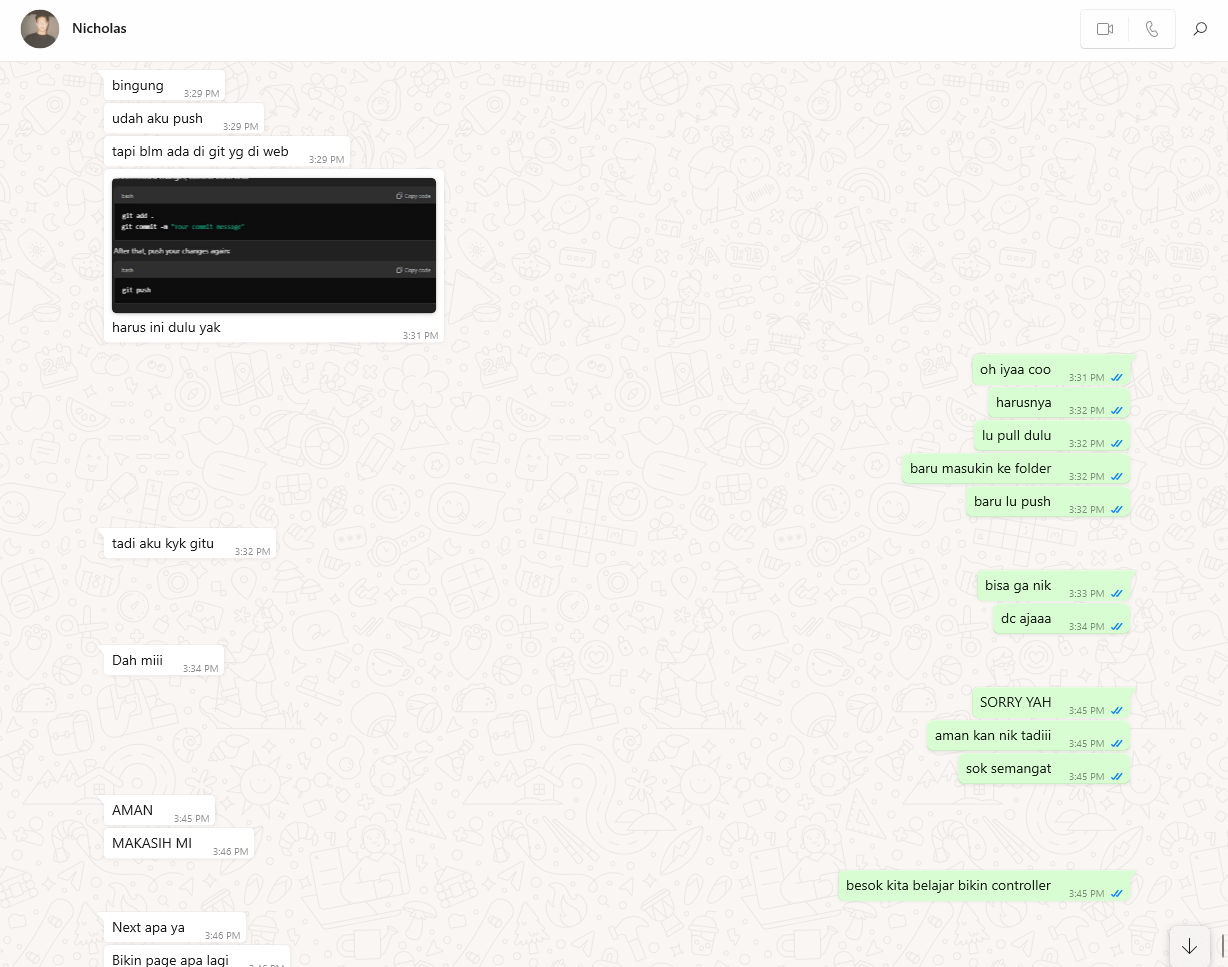 Nicholas
bingung 3:29 PM
udah aku push 3:29 PM
tapi blm ada di git yg di web 3:29 PM
bash Copy code
git add .
git commit -m "Your commit message"
After that, push your changes again:
bash Copy code
git push
harus ini dulu yak 3:31 PM
oh iyaa coo 3:31 PM
harusnya 3:32 PM
lu pull dulu 3:32 PM
baru masukin ke folder 3:32 PM
baru lu push 3:32 PM
tadi aku kyk gitu 3:32 PM
bisa ga nik 3:33 PM
dc ajaaa 3:34 PM
Dah miii 3:34 PM
SORRY YAH 3:45 PM
aman kan nik tadiii 3:45 PM
sok semangat 3:45 PM
AMAN 3:45 PM
MAKASIH MI 3:46 PM
besok kita belajar bikin controller 3:45 PM
Next apa ya 3:46 PM
Bikin page apa lagi